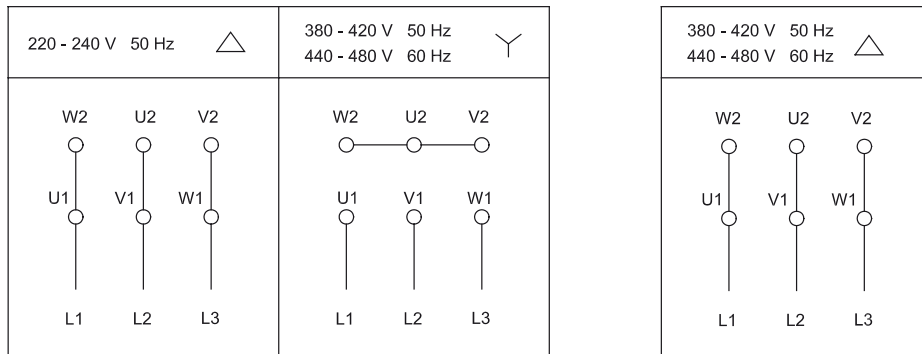 220 - 240 V 50 Hz
380 - 420 V 50 Hz
440 - 480 V 60 Hz
380 - 420 V 50 Hz
440 - 480 V 60 Hz
W2 U2 V2
W2 U2 V2
W2 U2 V2
U1 V1 W1
U1 V1 W1
U1 V1 W1
L1 L2 L3
L1 L2 L3
L1 L2 L3